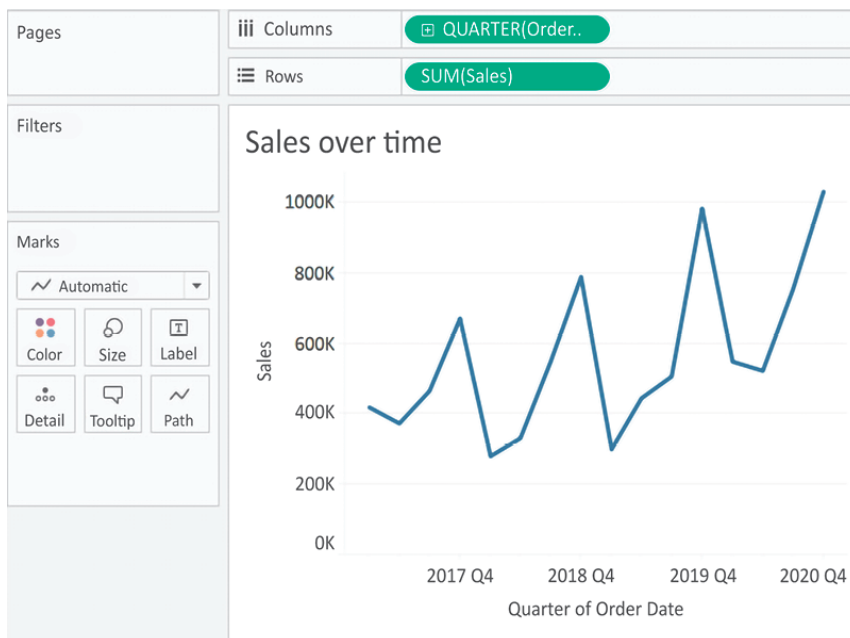 Pages
Columns
QUARTER(Order..
Rows
SUM(Sales)
Filters
Marks
Automatic
Color
Size
Label
Detail
Tooltip
Path
Sales over time
1000K
800K
600K
400K
200K
0K
Sales
2017 Q4 2018 Q4 2019 Q4 2020 Q4
Quarter of Order Date